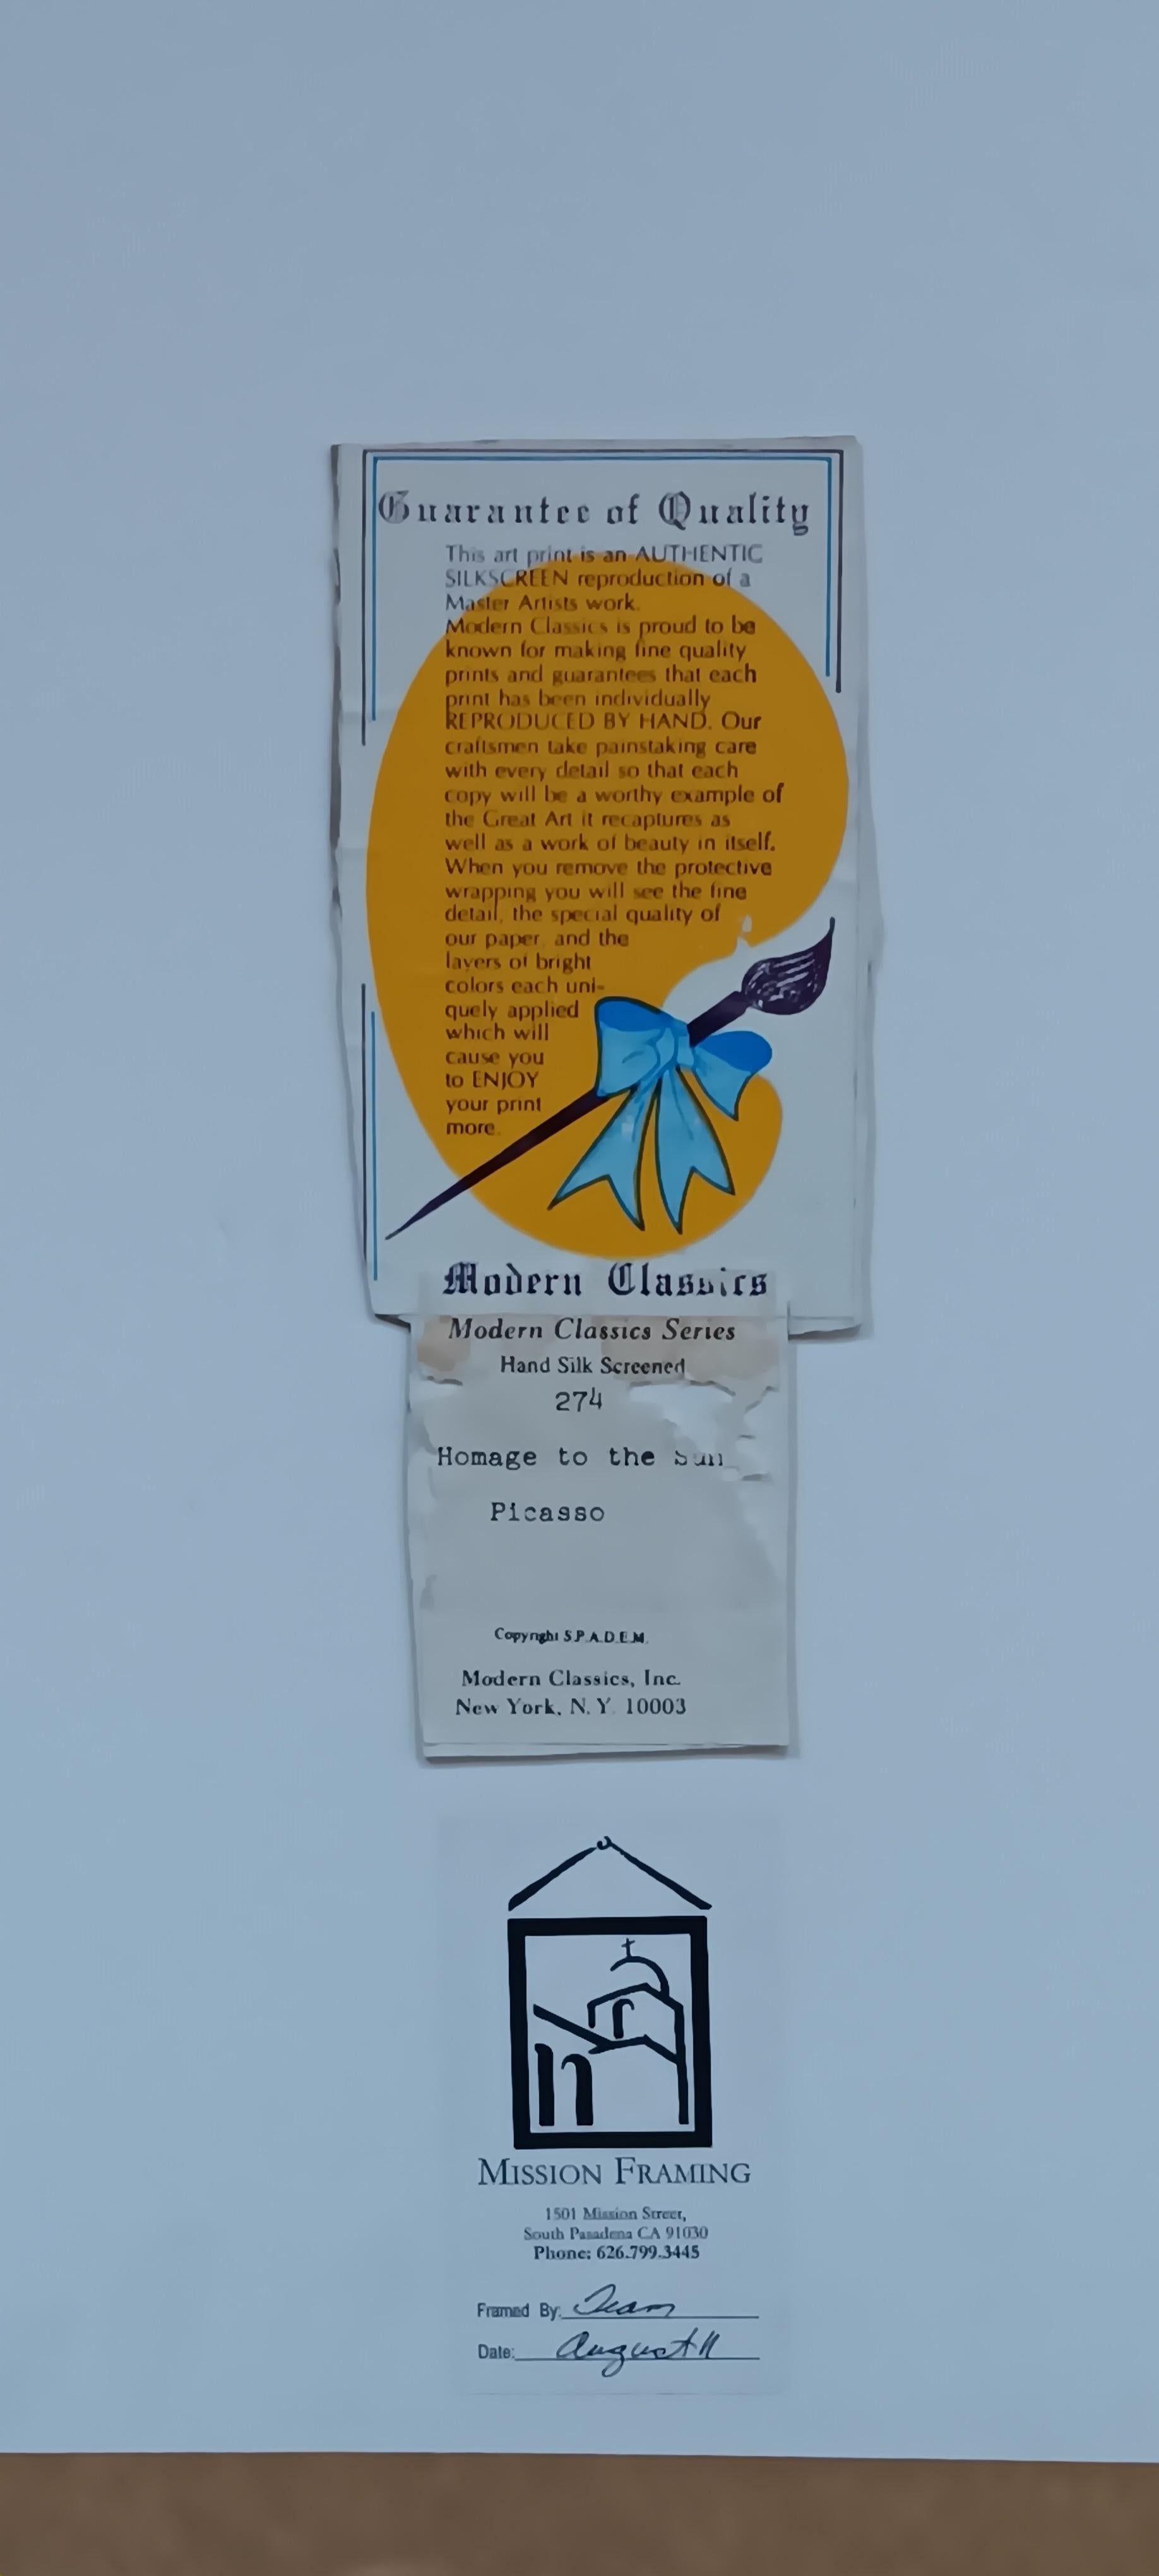 Guarantee of Quality
This art print is an AUTHENTIC
SILKSCREEN reproduction of a
Master Artists work.
Modern Classics is proud to be
known for making fine quality
prints and guarantees that each
print has been individually
REPRODUCED BY HAND. Our
craftsmen take painstaking care
with every detail so that each
copy will be a worthy example of
the Great Art it recaptures as
well as a work of beauty in itself.
When you remove the protective
wrapping you will see the fine
detail, the special quality of
our paper, and the
layers of bright
colors each uni-
quely applied
which will
cause you
to ENJOY
your print
more.
Modern Classics
Modern Classics Series
Hand Silk Screened
274
Homage to the Sun
Picasso
Copyright S.P.A.D.E.M.
Modern Classics, Inc.
New York, N.Y. 10003
MISSION FRAMING
1501 Mission Street,
South Pasadena CA 91030
Phone: 626.799.3445
Framed By: Team
Date: August 11